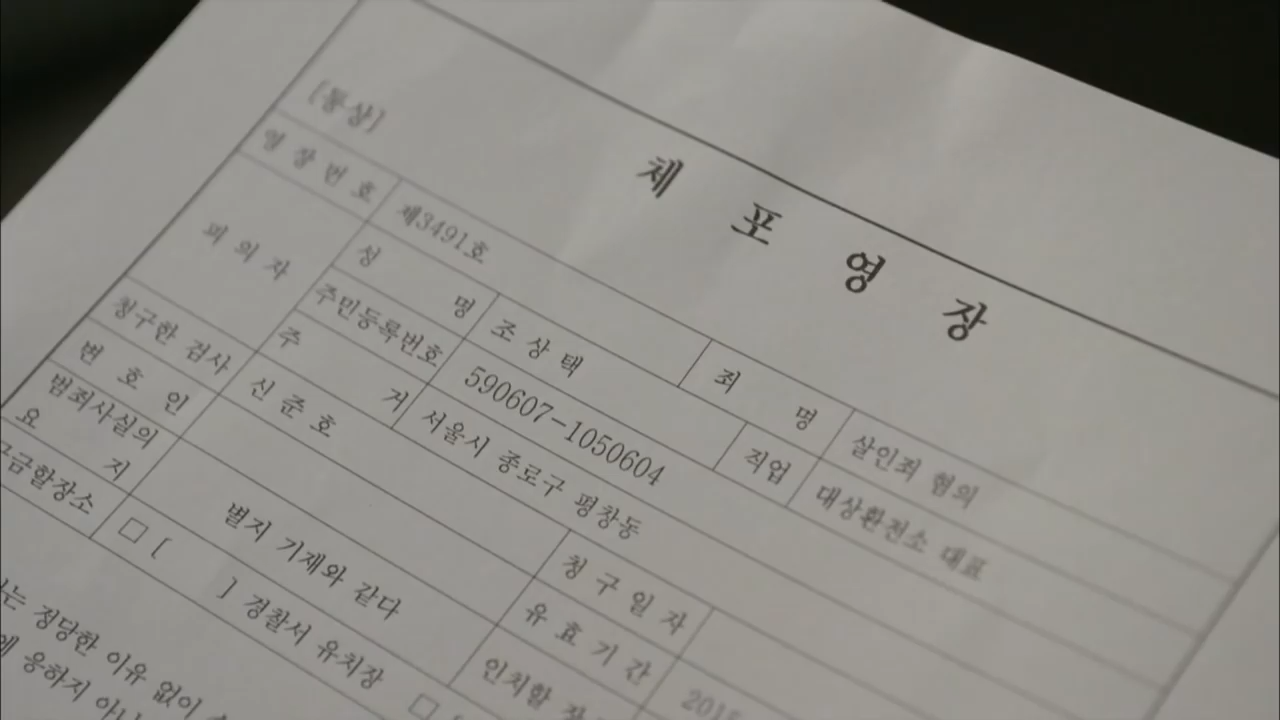 [통상]
체 포 영 장
영 장 번 호 제3491호
피 의 자
성 명 조 상 택 죄 명 살인죄 혐의
주민등록번호 590607-1050604 직업 대상환전소 대표
주 거 서울시 종로구 평창동
청구한 검사 신 준 호 청 구 일 자
변 호 인 유 효 기 간
범죄사실의 요 지 별지 기재와 같다 인치할
구금할장소 □ [ ] 경찰서 유치장 □
는 정당한 이유 없이
응하지 아니